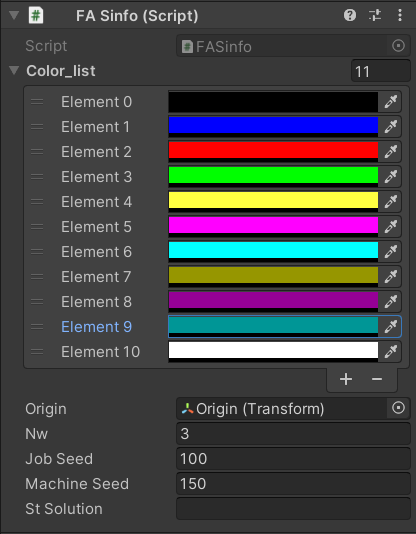 FA Sinfo (Script)
Script FASinfo
Color_list 11
Element 0
Element 1
Element 2
Element 3
Element 4
Element 5
Element 6
Element 7
Element 8
Element 9
Element 10
+ −
Origin Origin (Transform)
Nw 3
Job Seed 100
Machine Seed 150
St Solution